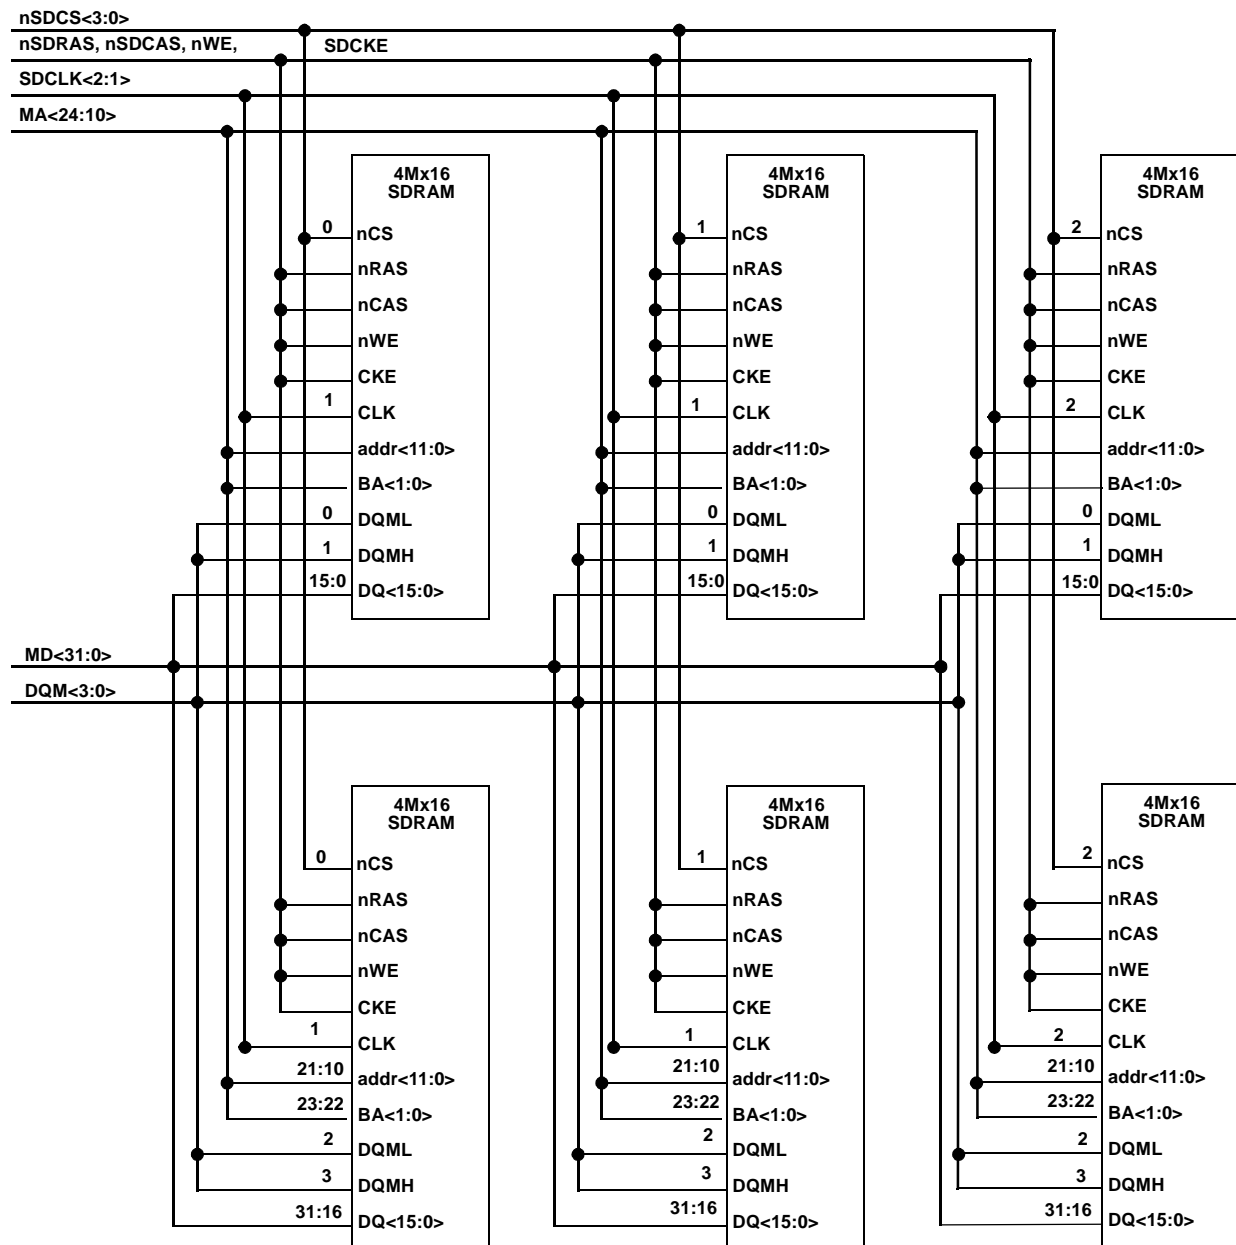 nSDCS<3:0>
nSDRAS, nSDCAS, nWE, SDCKE
SDCLK<2:1>
MA<24:10>
4Mx16
SDRAM
0 nCS
nRAS
nCAS
nWE
CKE
1 CLK
addr<11:0>
BA<1:0>
0 DQML
1 DQMH
15:0 DQ<15:0>
4Mx16
SDRAM
1 nCS
nRAS
nCAS
nWE
CKE
1 CLK
addr<11:0>
BA<1:0>
0 DQML
1 DQMH
15:0 DQ<15:0>
4Mx16
SDRAM
2 nCS
nRAS
nCAS
nWE
CKE
2 CLK
addr<11:0>
BA<1:0>
0 DQML
1 DQMH
15:0 DQ<15:0>
MD<31:0>
DQM<3:0>
4Mx16
SDRAM
0 nCS
nRAS
nCAS
nWE
CKE
1 CLK
21:10 addr<11:0>
23:22 BA<1:0>
2 DQML
3 DQMH
31:16 DQ<15:0>
4Mx16
SDRAM
1 nCS
nRAS
nCAS
nWE
CKE
1 CLK
21:10 addr<11:0>
23:22 BA<1:0>
2 DQML
3 DQMH
31:16 DQ<15:0>
4Mx16
SDRAM
2 nCS
nRAS
nCAS
nWE
CKE
2 CLK
21:10 addr<11:0>
23:22 BA<1:0>
2 DQML
3 DQMH
31:16 DQ<15:0>